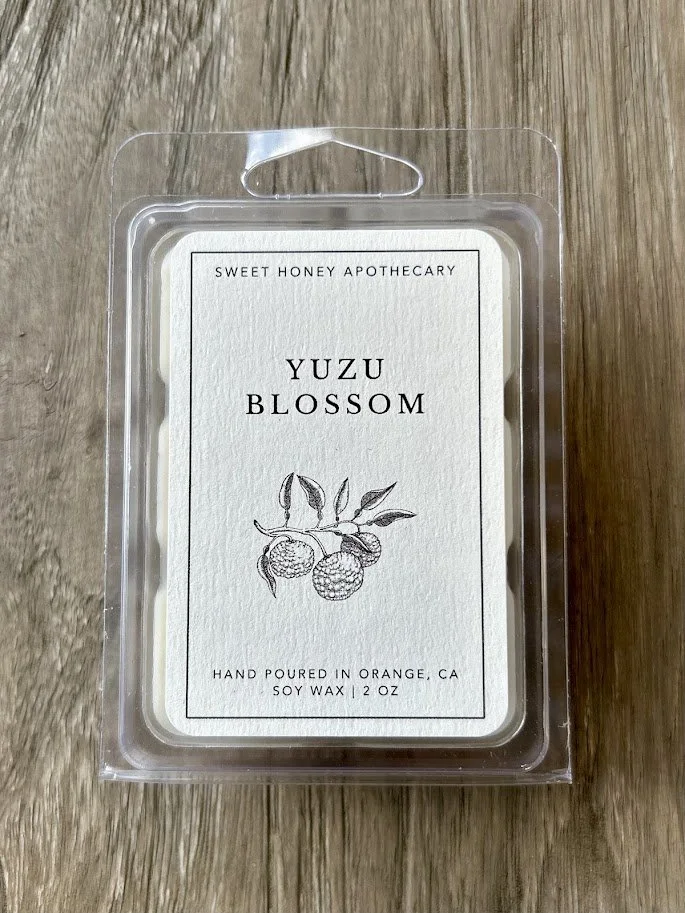 SWEET HONEY APOTHECARY
YUZU
BLOSSOM
HAND POURED IN ORANGE, CA
SOY WAX | 2 OZ